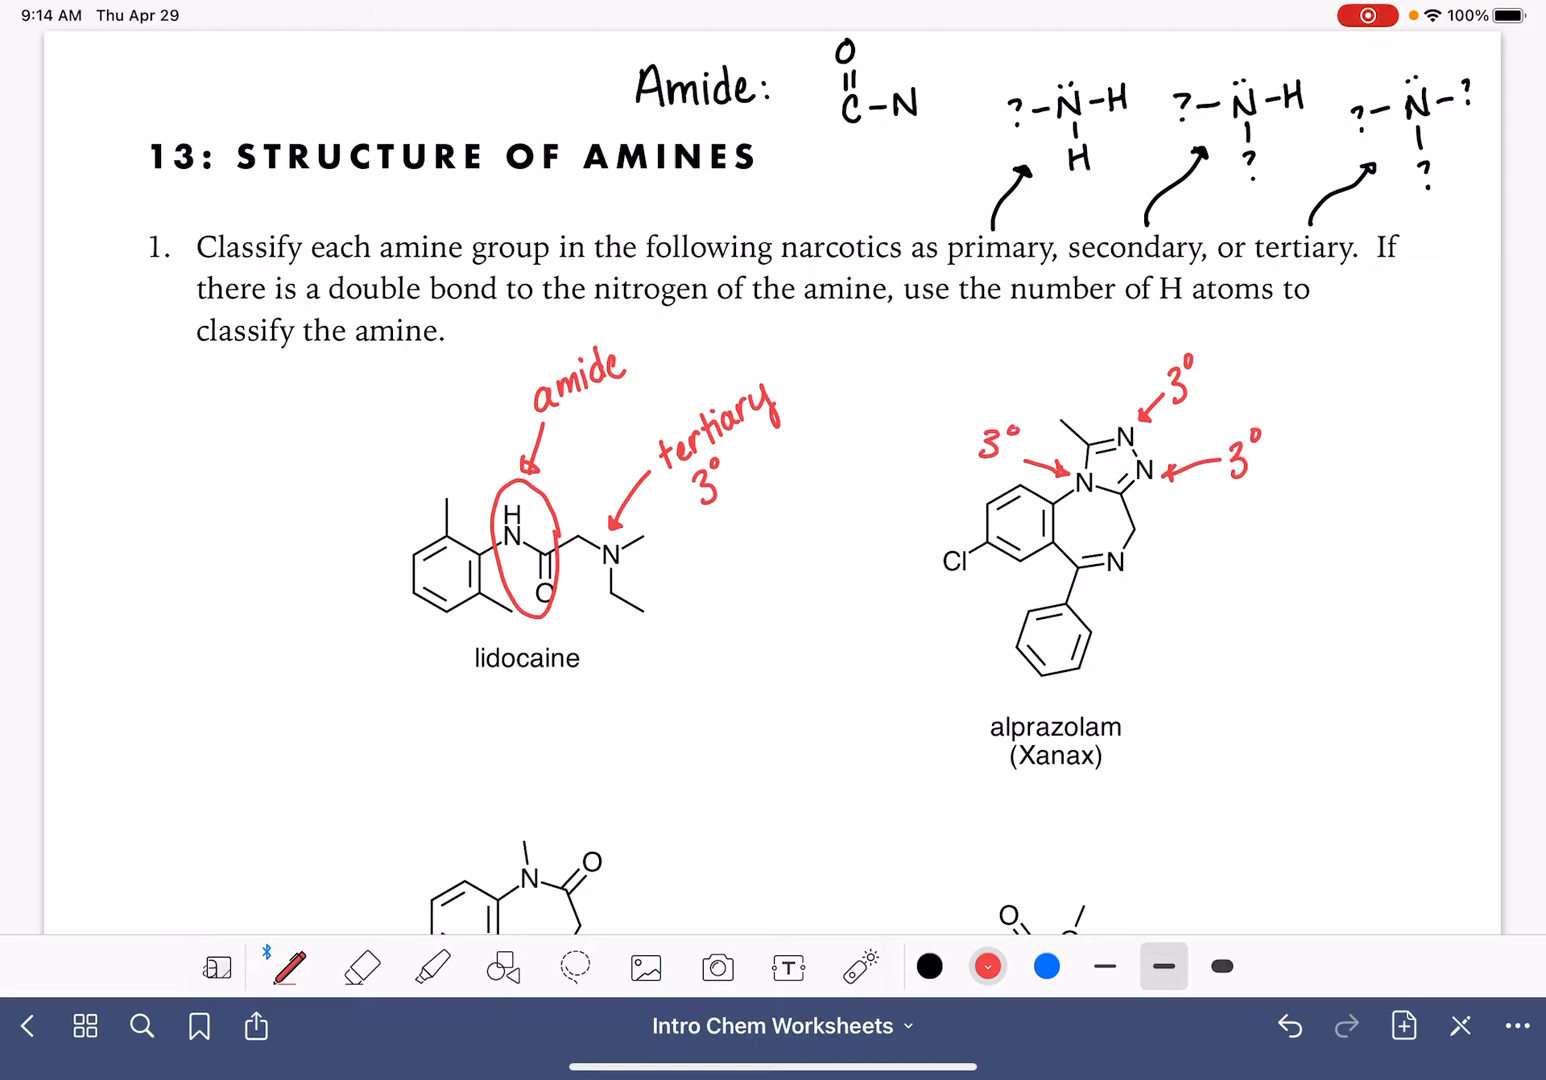 9:14 AM Thu Apr 29
100%
Amide:
O
C-N
?-N-H
H
?-N-H
?
?-N-?
?
13: STRUCTURE OF AMINES
1. Classify each amine group in the following narcotics as primary, secondary, or tertiary. If
there is a double bond to the nitrogen of the amine, use the number of H atoms to
classify the amine.
amide
tertiary
3°
H
N
O
N
lidocaine
3°
3°
3°
N
N
N
Cl
N
alprazolam
(Xanax)
N
O
O
T
Intro Chem Worksheets